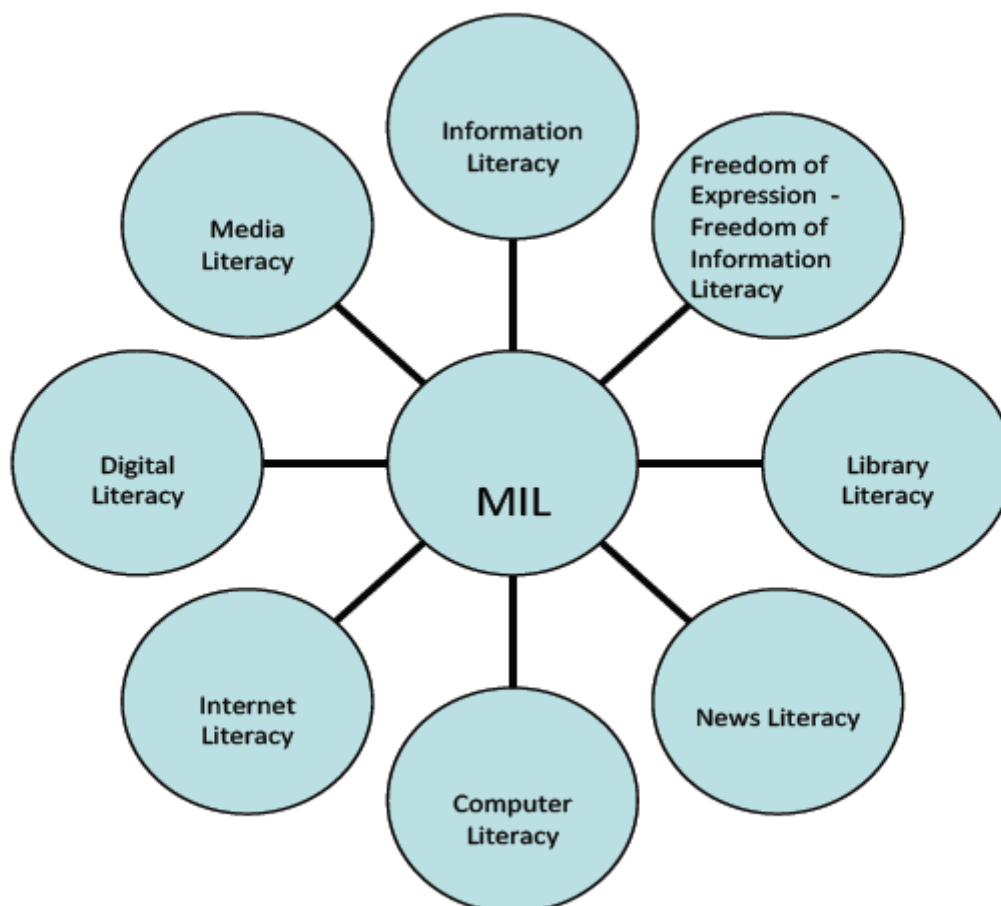 Information
Literacy
Freedom of
Expression -
Freedom of
Information
Literacy
Media
Literacy
Digital
Literacy
MIL
Library
Literacy
Internet
Literacy
News Literacy
Computer
Literacy